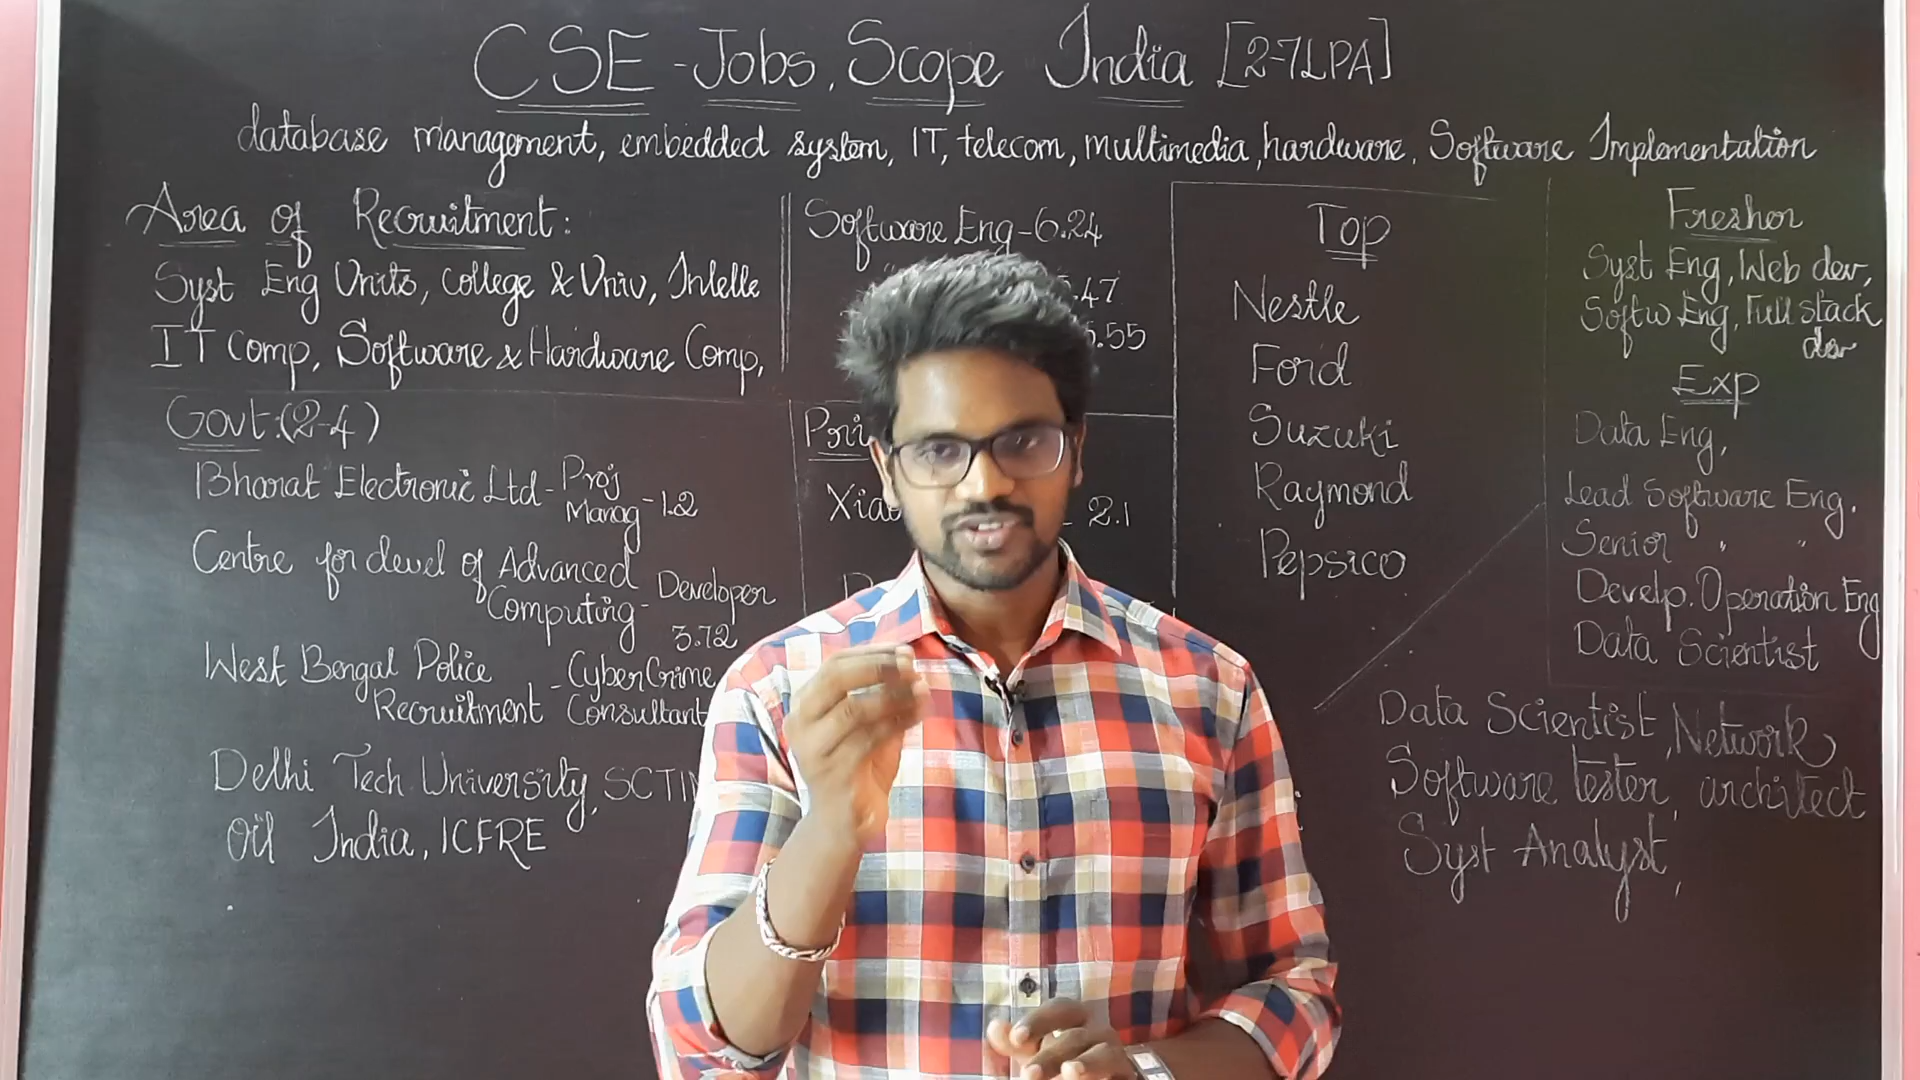 CSE - Jobs, Scope India [2-7LPA]
database management, embedded system, IT, telecom, multimedia, hardware, Software Implementation
Area of Recruitment:
Syst Eng Units, College & Univ, Intelle
IT Comp, Software & Hardware Comp,
Govt:(2-4)
Bharat Electronic Ltd - Proj
Manag - 1.2
Centre for devel of Advanced
Computing - Developer
3.72
West Bengal Police
Recruitment - CyberCrime
Consultant
Delhi Tech University,
Oil India, ICFRE
Software Eng - 6.24
2.1
Top
Nestle
Ford
Suzuki
Raymond
Pepsico
Fresher
Syst Eng, Web dev,
Softw Eng, Full stack
dev
Exp
Data Eng,
Lead Software Eng.
Senior " "
Develp. Operation Eng
Data Scientist
Data Scientist, Network
Software tester, architect
Syst Analyst,